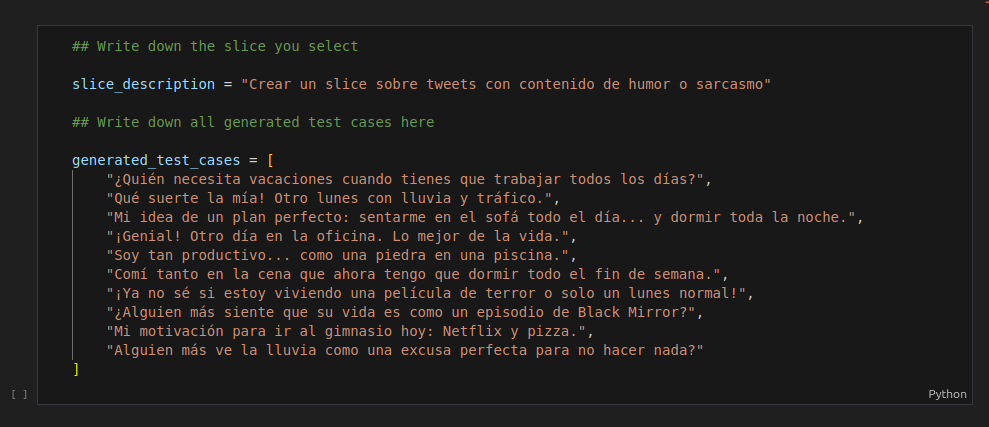 ## Write down the slice you select
slice_description = "Crear un slice sobre tweets con contenido de humor o sarcasmo"
## Write down all generated test cases here
generated_test_cases = [
"¿Quién necesita vacaciones cuando tienes que trabajar todos los días?",
"Qué suerte la mía! Otro lunes con lluvia y tráfico.",
"Mi idea de un plan perfecto: sentarme en el sofá todo el día... y dormir toda la noche.",
"¡Genial! Otro día en la oficina. Lo mejor de la vida.",
"Soy tan productivo... como una piedra en una piscina.",
"Comí tanto en la cena que ahora tengo que dormir todo el fin de semana.",
"¡Ya no sé si estoy viviendo una película de terror o solo un lunes normal!",
"¿Alguien más siente que su vida es como un episodio de Black Mirror?",
"Mi motivación para ir al gimnasio hoy: Netflix y pizza.",
"Alguien más ve la lluvia como una excusa perfecta para no hacer nada?"
]
[ ]
Python